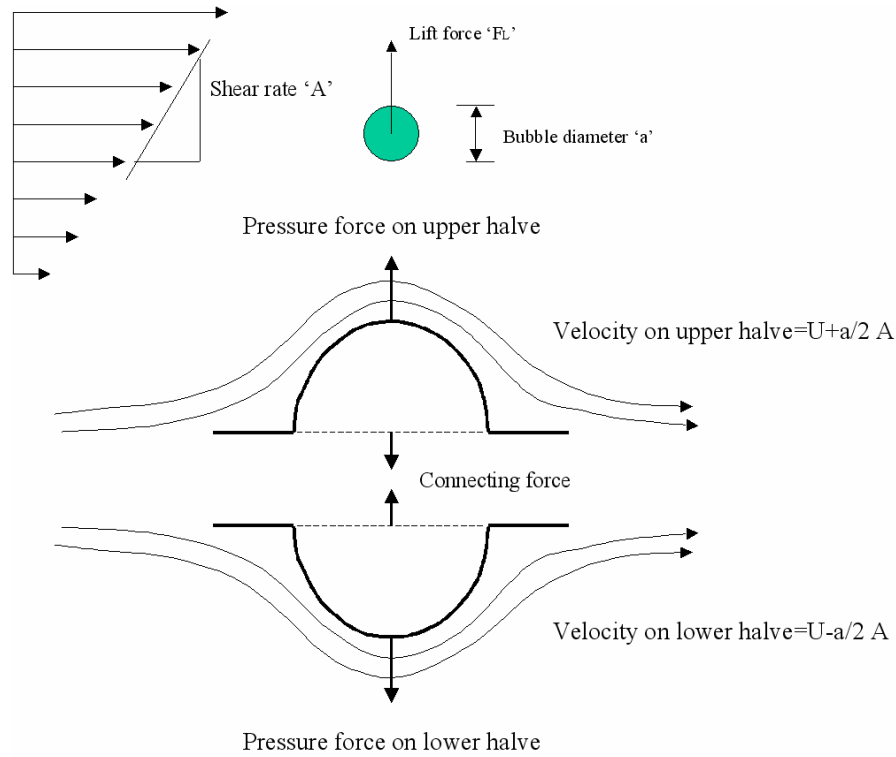 Lift force ‘FL’
Shear rate ‘A’
Bubble diameter ‘a’
Pressure force on upper halve
Velocity on upper halve=U+a/2 A
Connecting force
Velocity on lower halve=U-a/2 A
Pressure force on lower halve